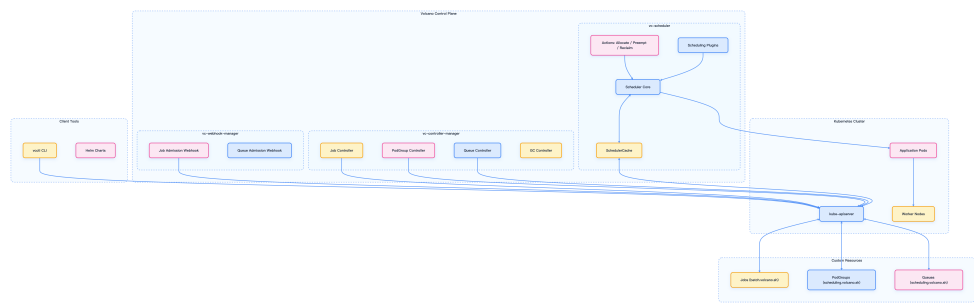 Volcano Control Plane
vc-scheduler
Actions: Allocate / Preempt
/ Reclaim
Scheduling Plugins
Scheduler Core
Client Tools
vc-webhook-manager
vc-controller-manager
Kubernetes Cluster
vcctl CLI
Helm Charts
Job Admission Webhook
Queue Admission Webhook
Job Controller
PodGroup Controller
Queue Controller
GC Controller
SchedulerCache
Application Pods
kube-apiserver
Worker Nodes
Custom Resources
Jobs (batch.volcano.sh)
PodGroups
(scheduling.volcano.sh)
Queues
(scheduling.volcano.sh)